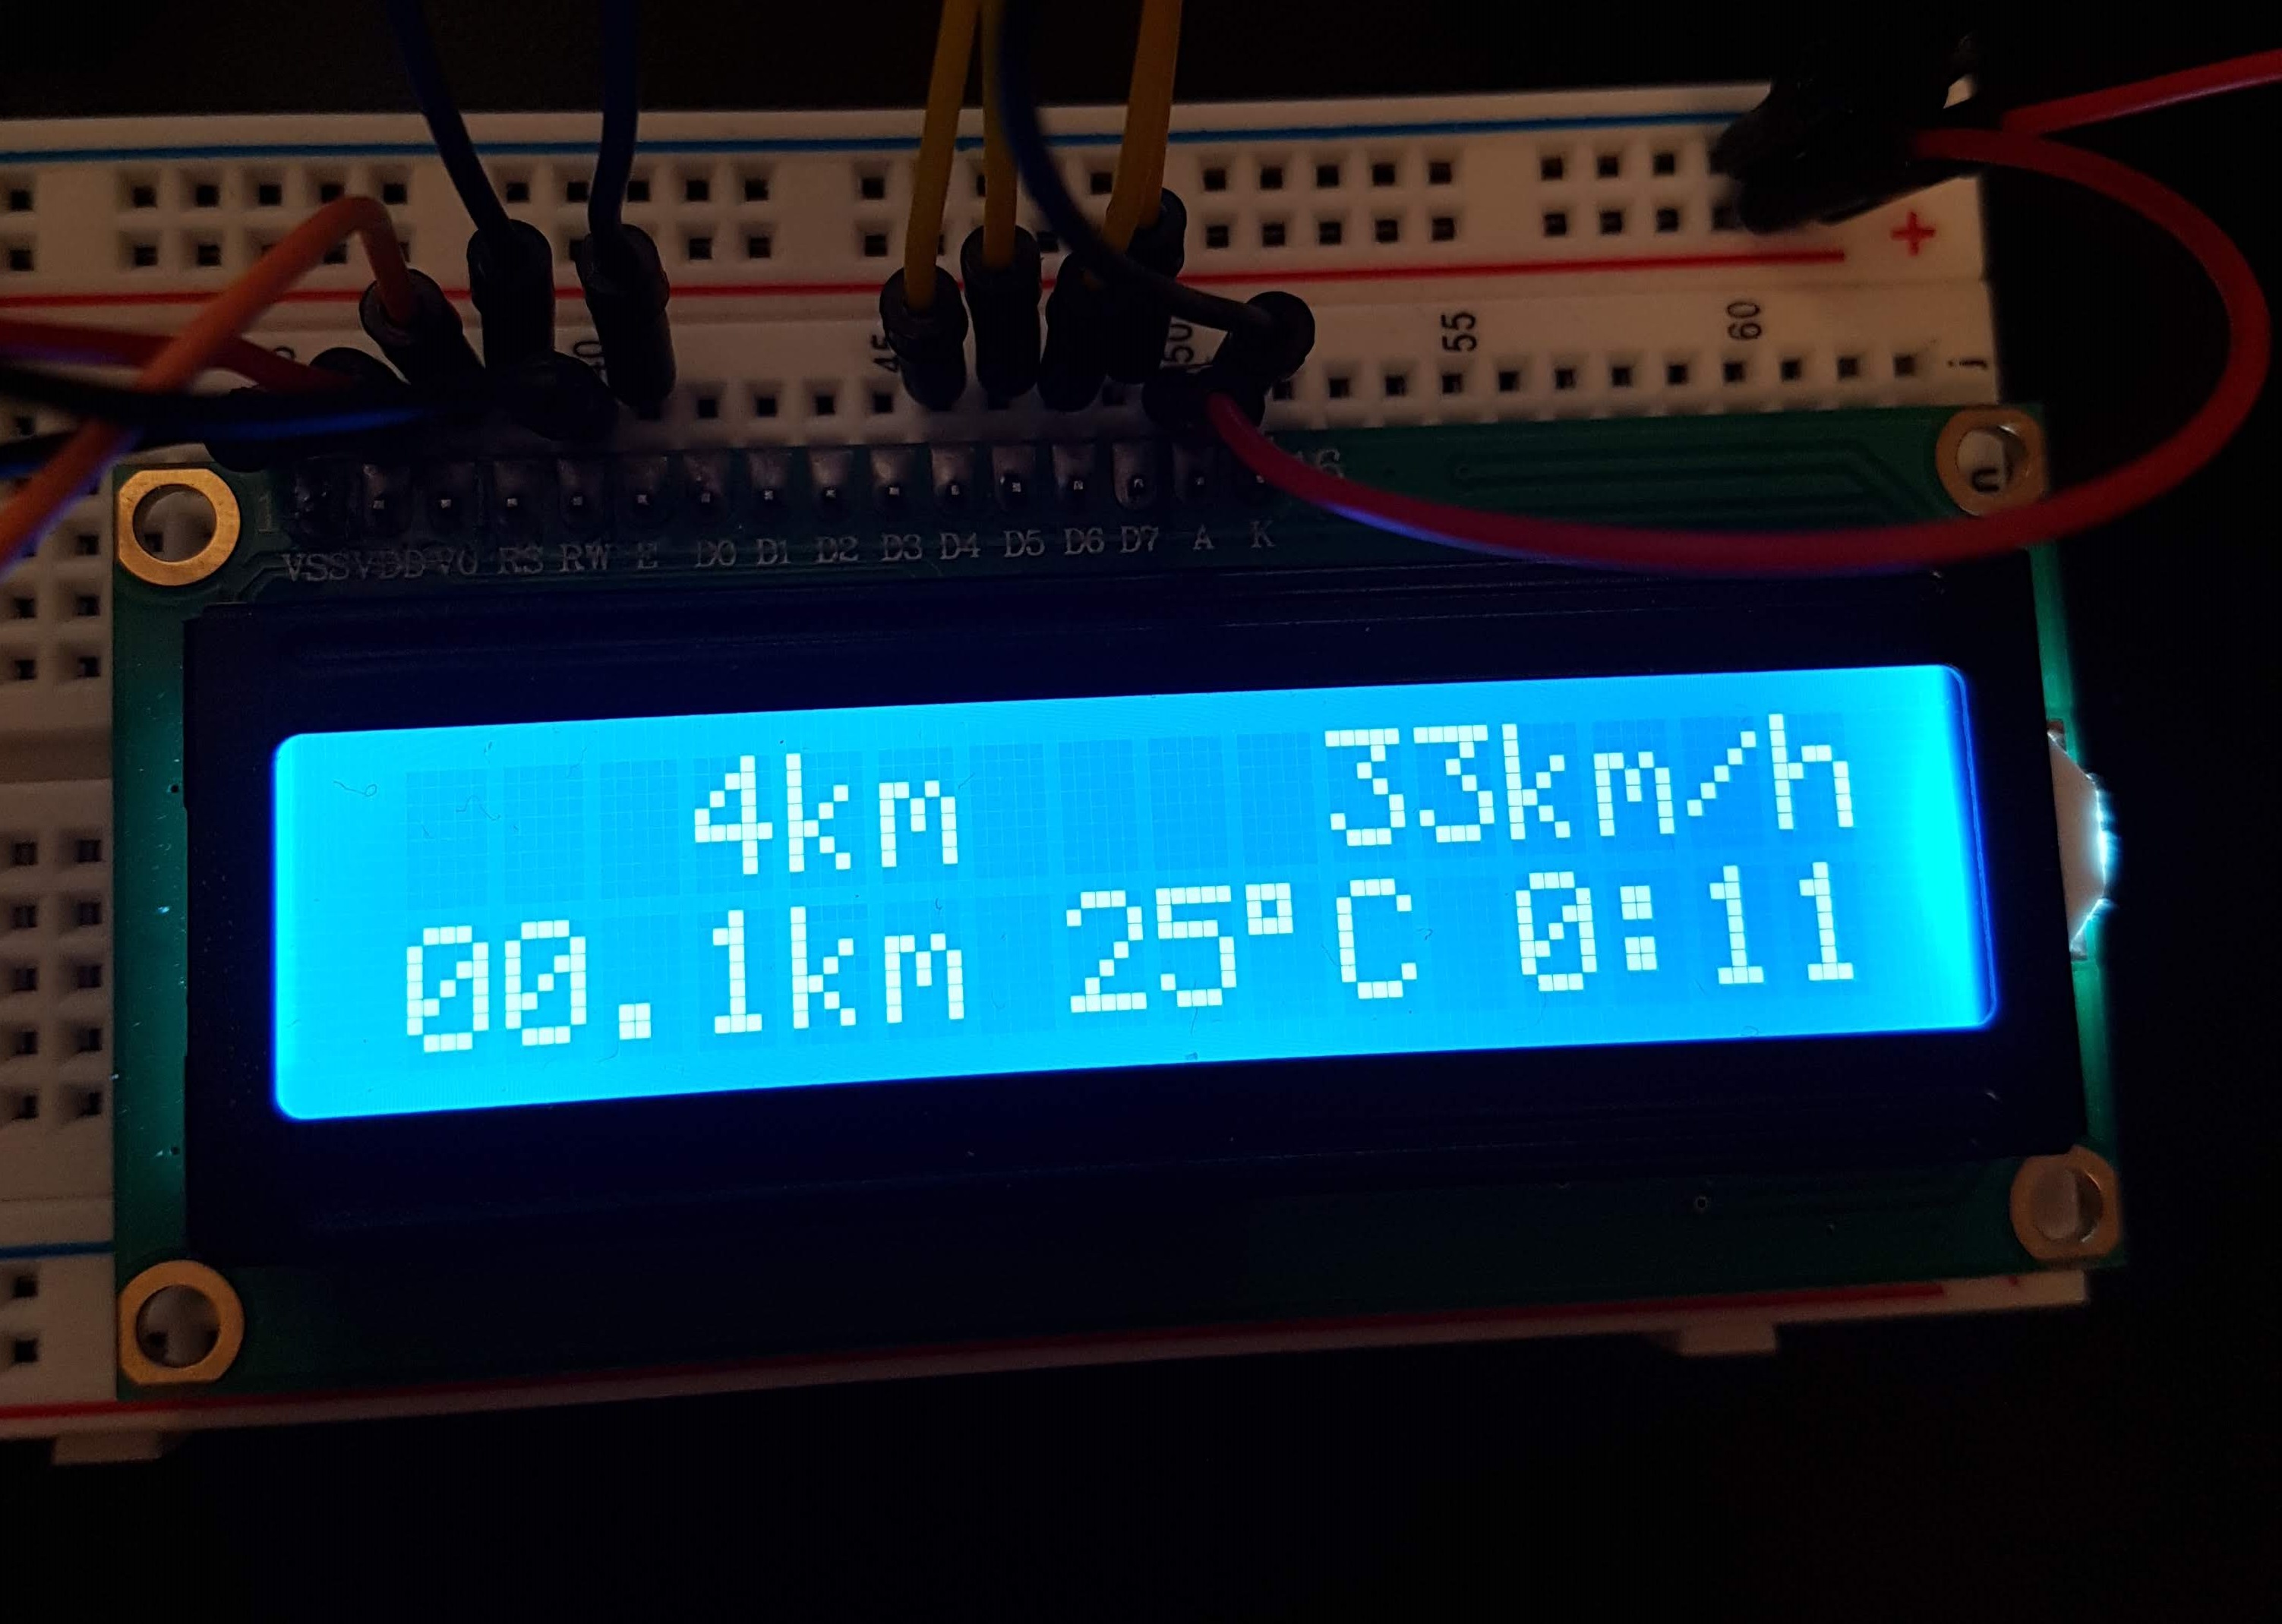 40 45 50 55 60
j
+
1 16
VSS VDD V0 RS RW E D0 D1 D2 D3 D4 D5 D6 D7 A K
4km 33km/h
00.1km 25°C 0:11